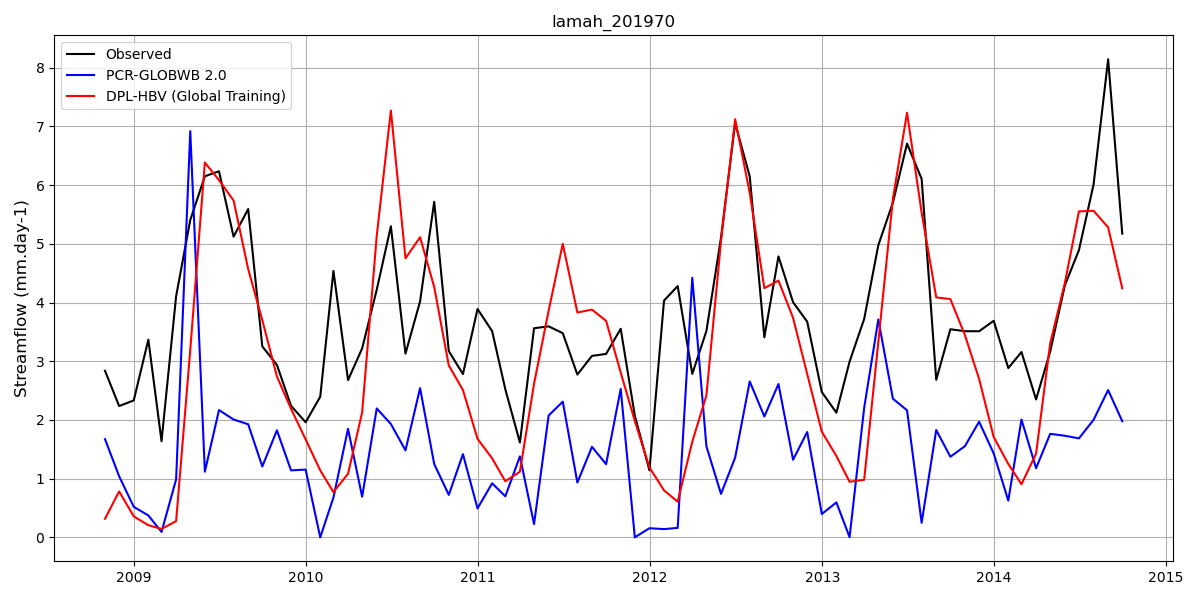 lamah_201970
Observed
PCR-GLOBWB 2.0
DPL-HBV (Global Training)
Streamflow (mm.day-1)
8
7
6
5
4
3
2
1
0
2009 2010 2011 2012 2013 2014 2015